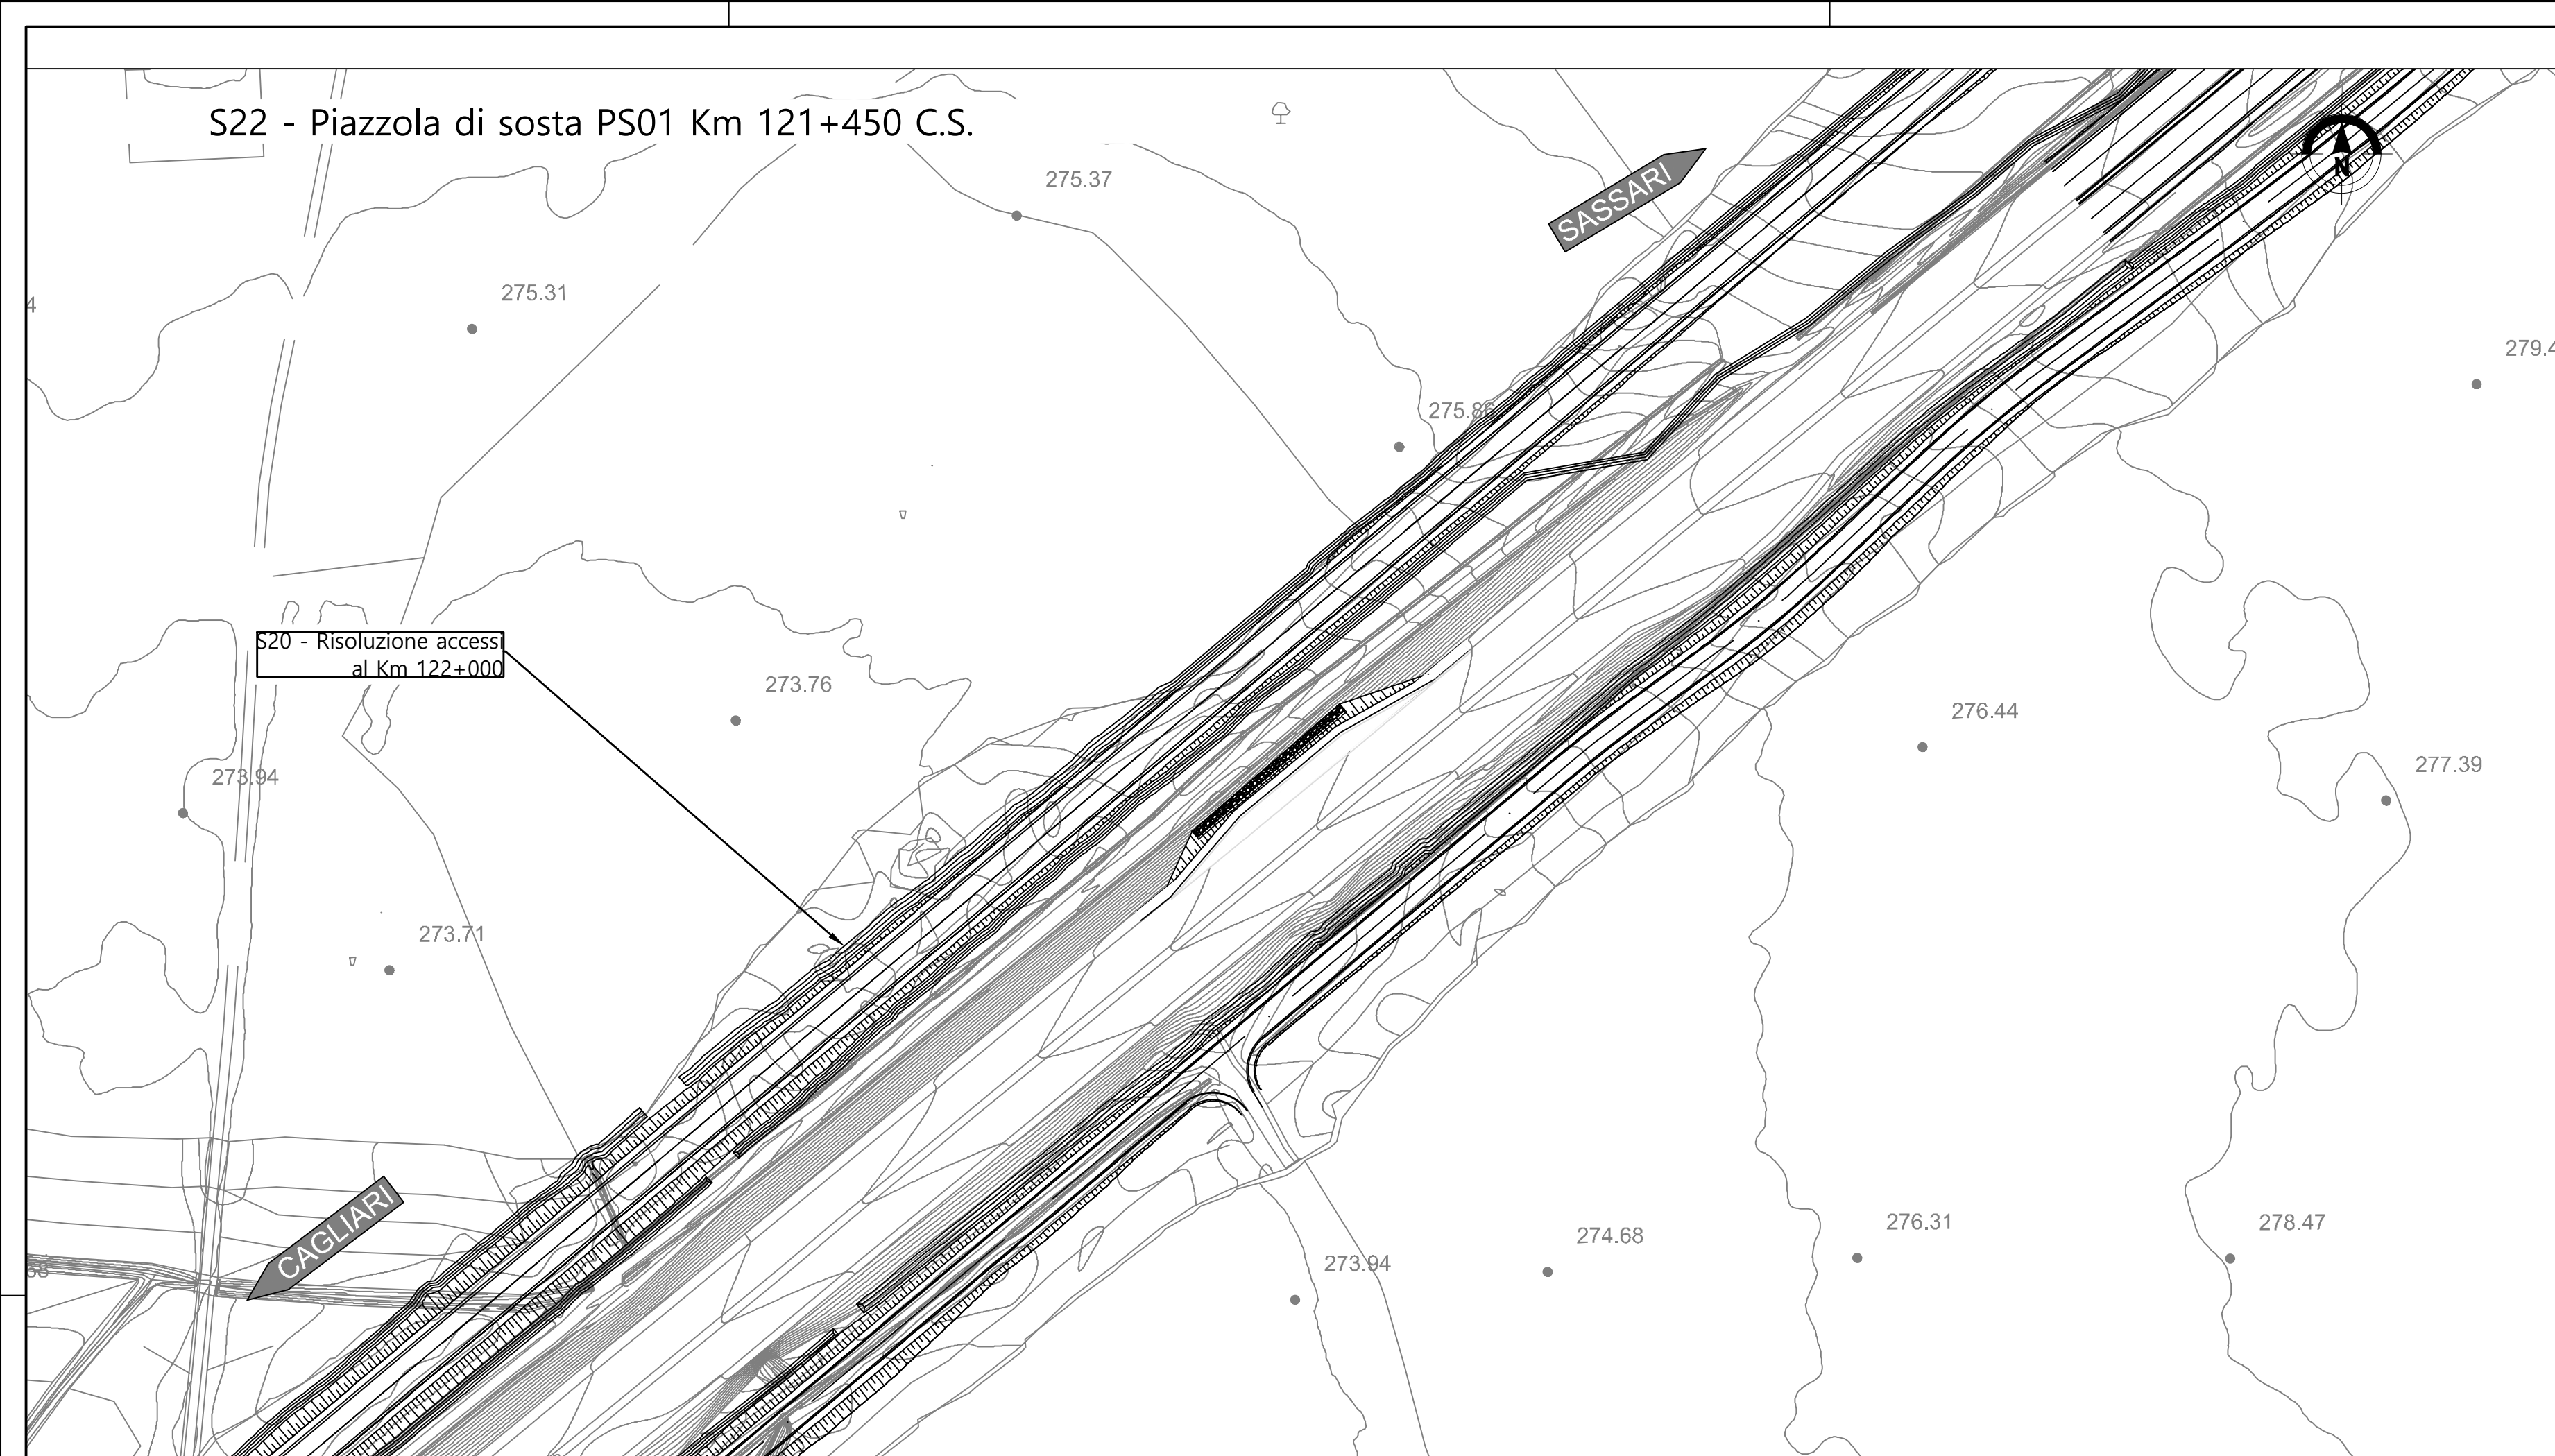 S22 - Piazzola di sosta PS01 Km 121+450 C.S.
N
275.37
SASSARI
275.31
4
279.4
275.86
S20 - Risoluzione accessi
al Km 122+000
273.76
276.44
277.39
273.94
273.71
CAGLIARI
276.31
278.47
274.68
273.94
68